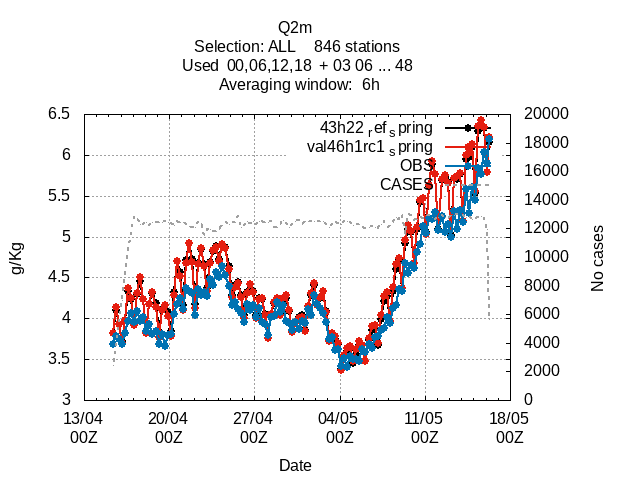 Q2m
Selection: ALL 846 stations
Used 00,06,12,18 + 03 06 ... 48
Averaging window: 6h
6.5 20000
43h22 ref spring
18000
val46h1rc1 spring
6 16000
OBS
CASES
5.5 14000
12000
5
10000
4.5
8000
4 6000
4000
3.5
2000
3 0
g/Kg
No cases
13/04 20/04 27/04 04/05 11/05 18/05
00Z 00Z 00Z 00Z 00Z 00Z
Date